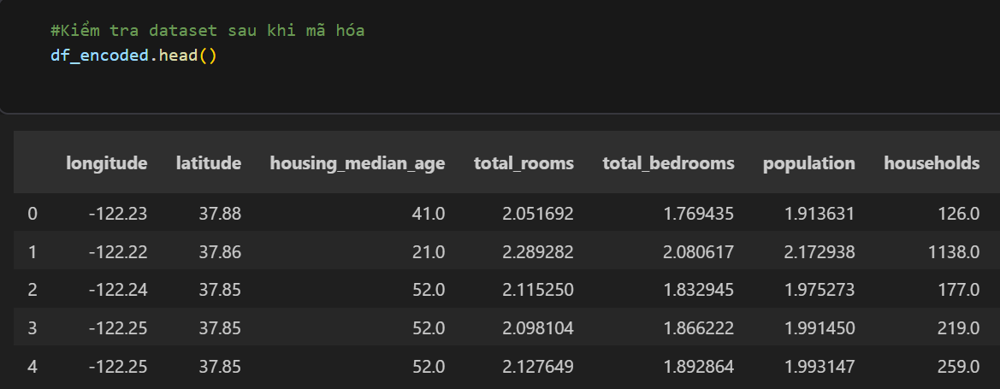 #Kiểm tra dataset sau khi mã hóa
df_encoded.head()
longitude latitude housing_median_age total_rooms total_bedrooms population households
0 -122.23 37.88 41.0 2.051692 1.769435 1.913631 126.0
1 -122.22 37.86 21.0 2.289282 2.080617 2.172938 1138.0
2 -122.24 37.85 52.0 2.115250 1.832945 1.975273 177.0
3 -122.25 37.85 52.0 2.098104 1.866222 1.991450 219.0
4 -122.25 37.85 52.0 2.127649 1.892864 1.993147 259.0